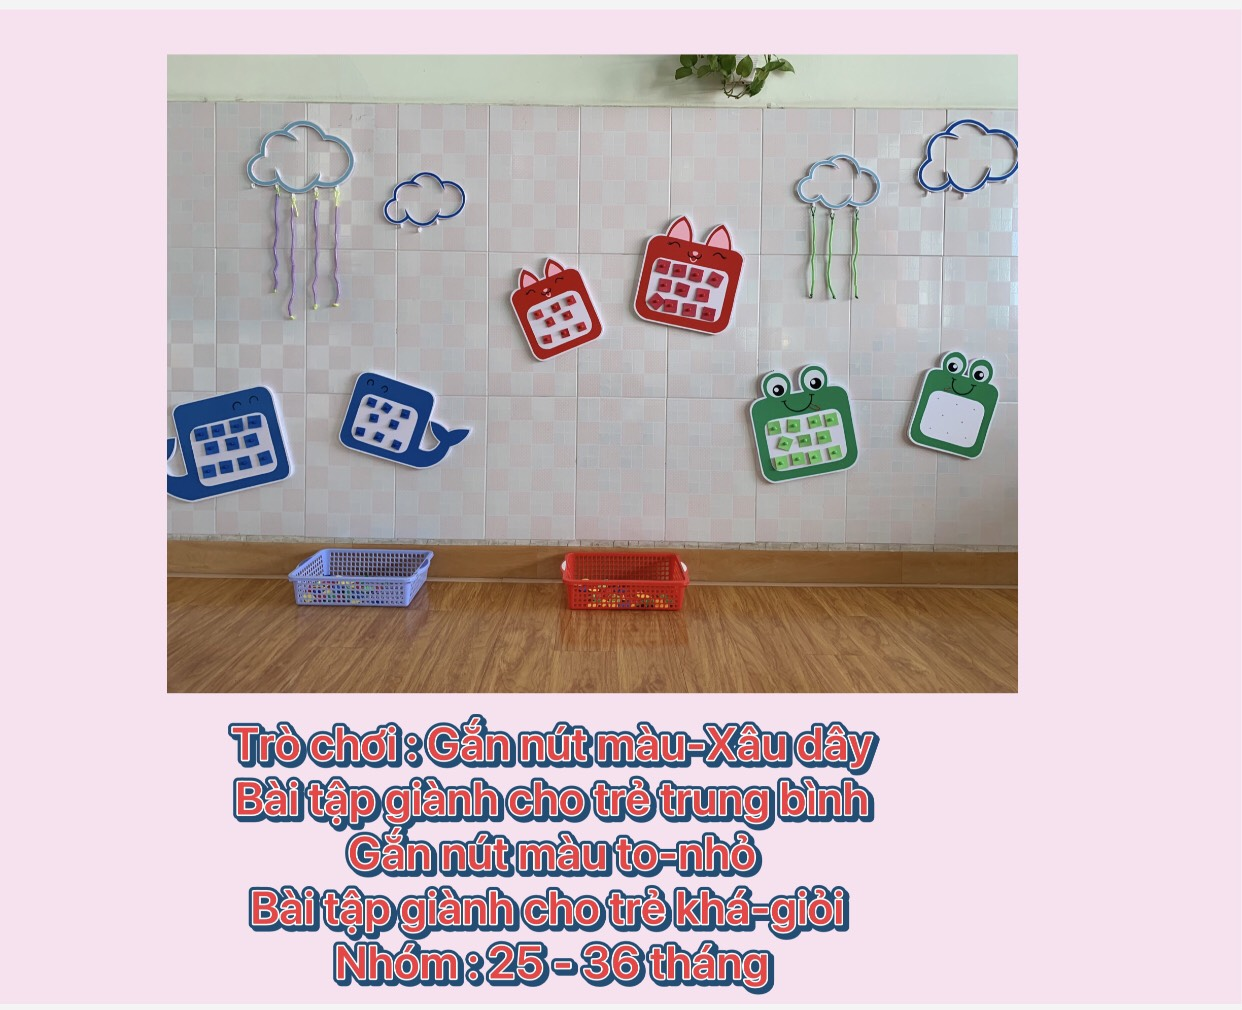 Trò chơi : Gắn nút màu-Xâu dây
Bài tập giành cho trẻ trung bình
Gắn nút màu to-nhỏ
Bài tập giành cho trẻ khá-giỏi
Nhóm : 25 - 36 tháng